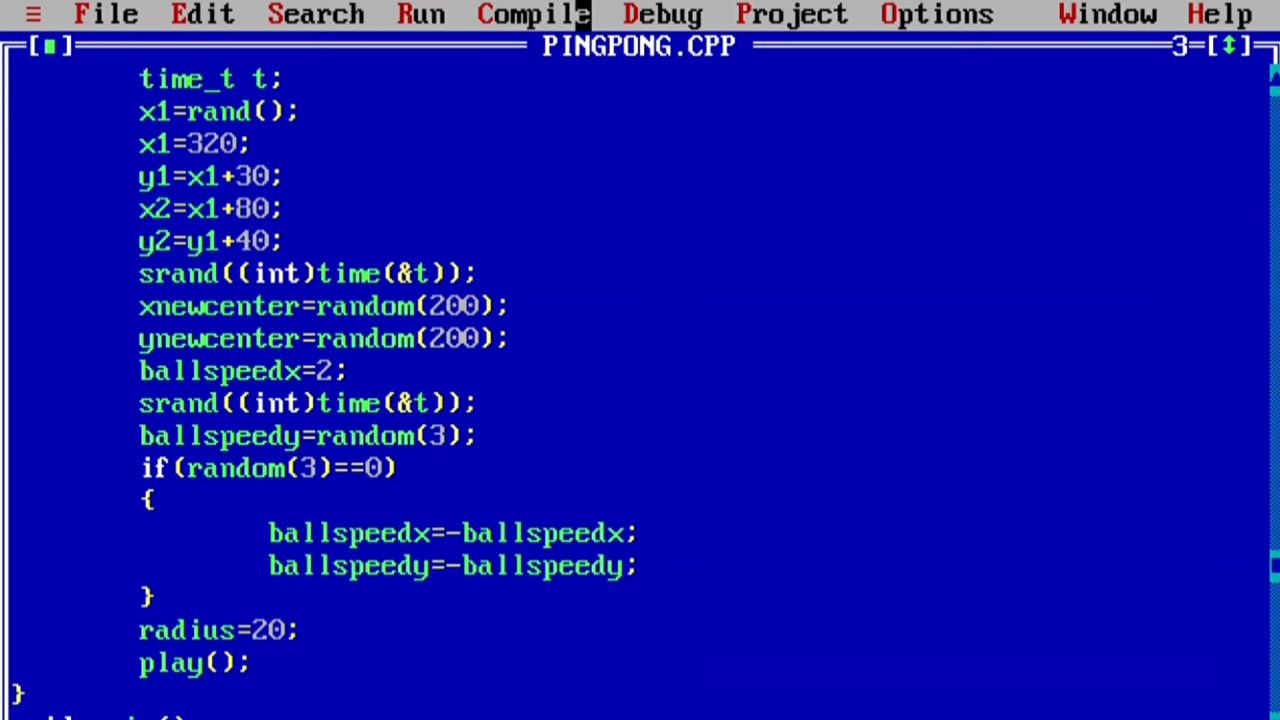 ≡ File Edit Search Run Compile Debug Project Options Window Help
[■] PINGPONG.CPP 3=[↕]
time_t t;
x1=rand();
x1=320;
y1=x1+30;
x2=x1+80;
y2=y1+40;
srand((int)time(&t));
xnewcenter=random(200);
ynewcenter=random(200);
ballspeedx=2;
srand((int)time(&t));
ballspeedy=random(3);
if(random(3)==0)
{
ballspeedx=-ballspeedx;
ballspeedy=-ballspeedy;
}
radius=20;
play();
}